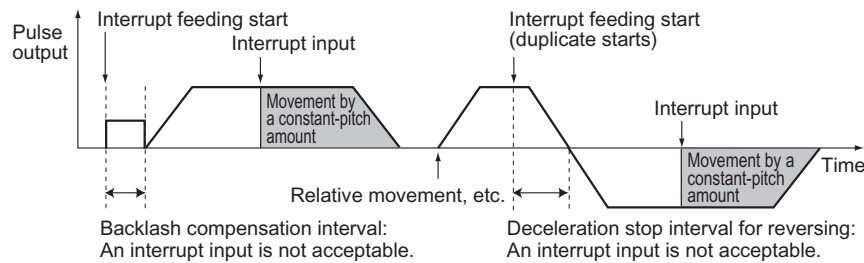 Interrupt feeding start
Pulse
output
Interrupt input
Movement by
a constant-pitch
amount
Interrupt feeding start
(duplicate starts)
Interrupt input
Movement by a
constant-pitch
amount
Time
Relative movement, etc.
Backlash compensation interval:
An interrupt input is not acceptable.
Deceleration stop interval for reversing:
An interrupt input is not acceptable.